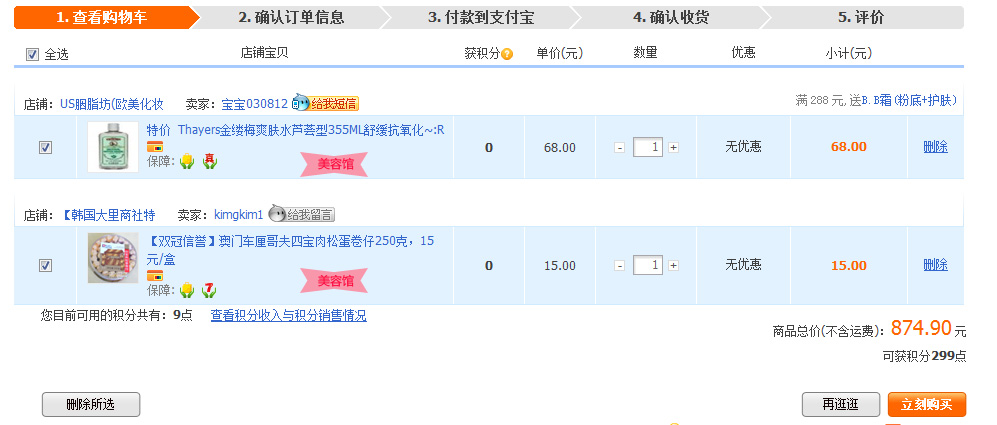 1. 查看购物车 2. 确认订单信息 3. 付款到支付宝 4. 确认收货 5. 评价
全选 店铺宝贝 获积分 单价(元) 数量 优惠 小计(元)
店铺: US胭脂坊(欧美化妆 卖家: 宝宝030812 给我短信 满 288 元, 送B.B霜(粉底+护肤)
特价 Thayers金缕梅爽肤水芦荟型355ML舒缓抗氧化~:R
保障: 真 美容馆
0 68.00 - 1 + 无优惠 68.00 删除
店铺: 【韩国大里商社特 卖家: kimgkim1 给我留言
【双冠信誉】澳门车厘哥夫四宝肉松蛋卷仔250克，15
元/盒
保障: 7 美容馆
0 15.00 - 1 + 无优惠 15.00 删除
您目前可用的积分共有: 9点 查看积分收入与积分销售情况
商品总价(不含运费): 874.90 元
可获积分299点
删除所选 再逛逛 立刻购买